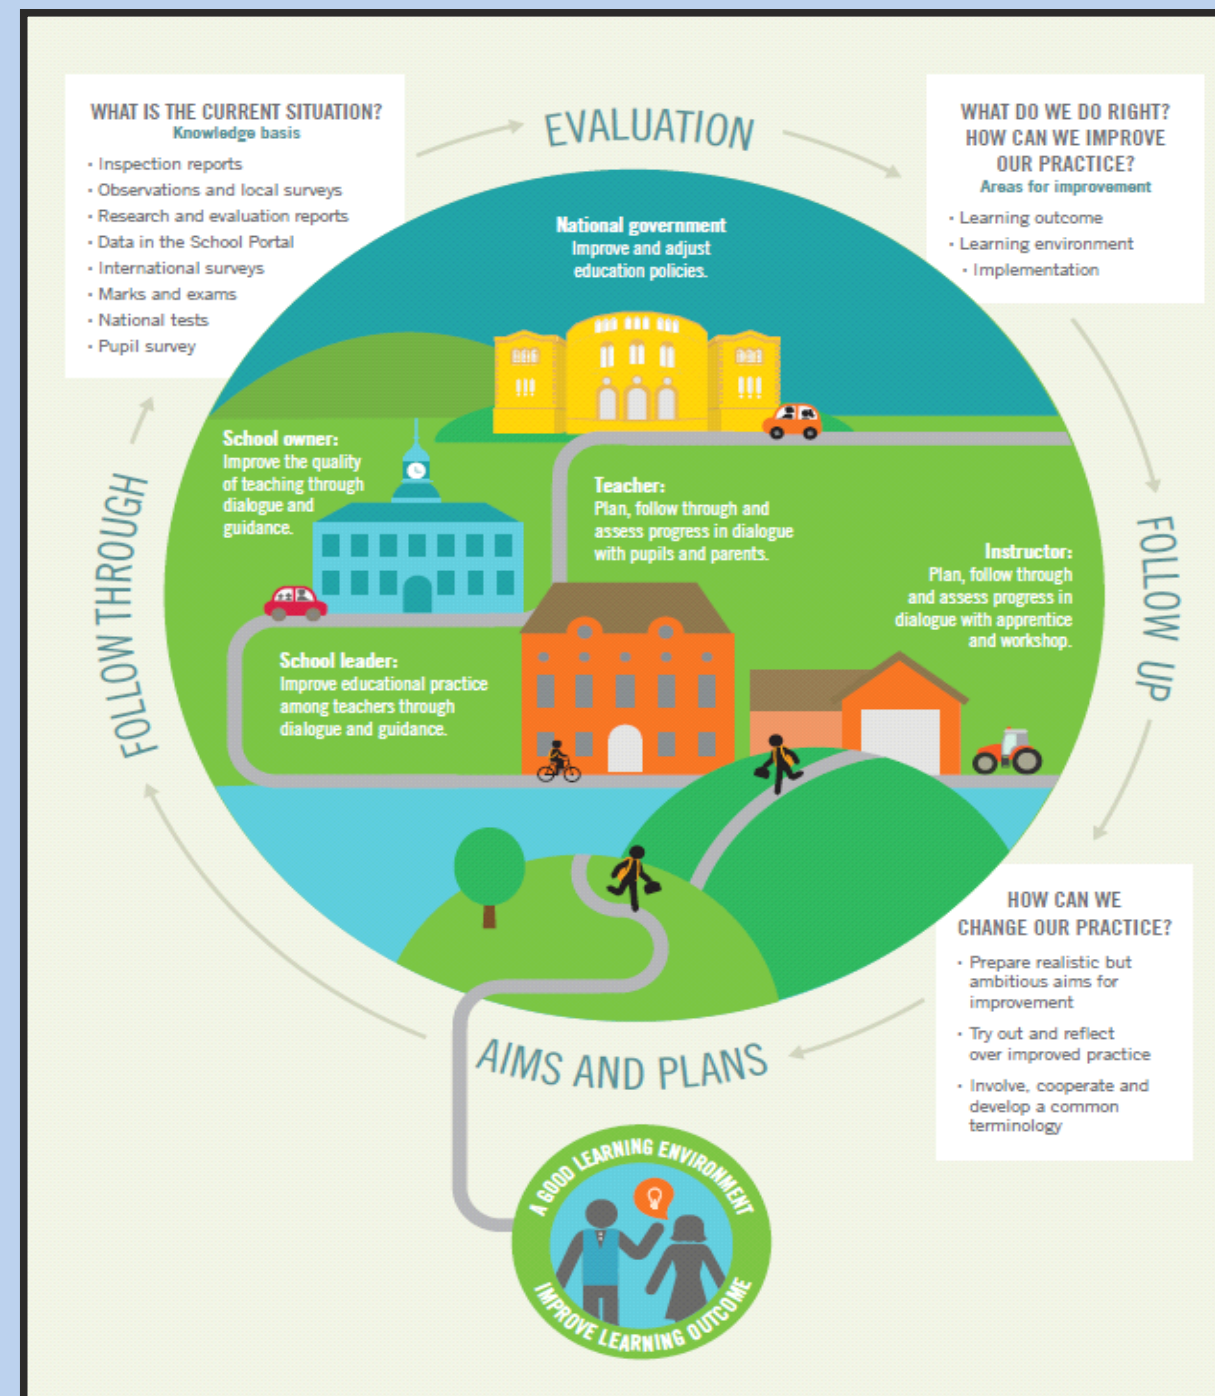 WHAT IS THE CURRENT SITUATION?
Knowledge basis
• Inspection reports
• Observations and local surveys
• Research and evaluation reports
• Data in the School Portal
• International surveys
• Marks and exams
• National tests
• Pupil survey
EVALUATION
WHAT DO WE DO RIGHT?
HOW CAN WE IMPROVE
OUR PRACTICE?
Areas for improvement
• Learning outcome
• Learning environment
• Implementation
National government
Improve and adjust
education policies.
School owner:
Improve the quality
of teaching through
dialogue and
guidance.
Teacher:
Plan, follow through and
assess progress in dialogue
with pupils and parents.
Instructor:
Plan, follow through
and assess progress in
dialogue with apprentice
and workshop.
School leader:
Improve educational practice
among teachers through
dialogue and guidance.
FOLLOW UP
HOW CAN WE
CHANGE OUR PRACTICE?
• Prepare realistic but
ambitious aims for
improvement
• Try out and reflect
over improved practice
• Involve, cooperate and
develop a common
terminology
AIMS AND PLANS
FOLLOW THROUGH
A GOOD LEARNING ENVIRONMENT
IMPROVE LEARNING OUTCOME